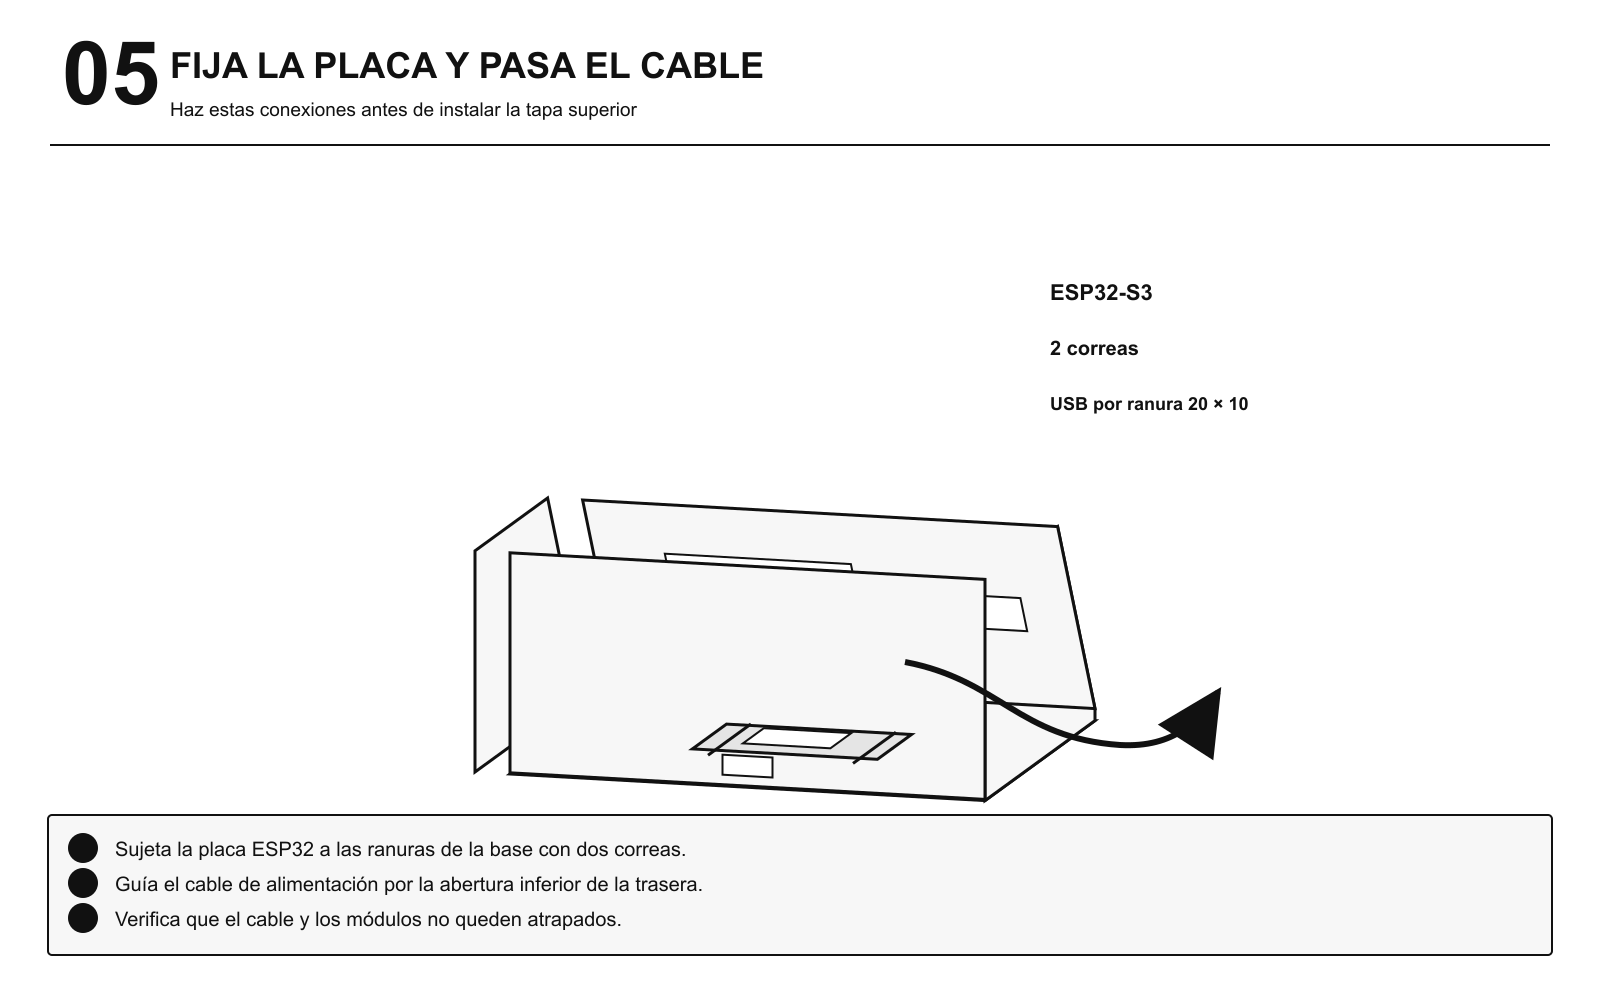 05
FIJA LA PLACA Y PASA EL CABLE
Haz estas conexiones antes de instalar la tapa superior
ESP32-S3
2 correas
USB por ranura 20 × 10
Sujeta la placa ESP32 a las ranuras de la base con dos correas.
Guía el cable de alimentación por la abertura inferior de la trasera.
Verifica que el cable y los módulos no queden atrapados.